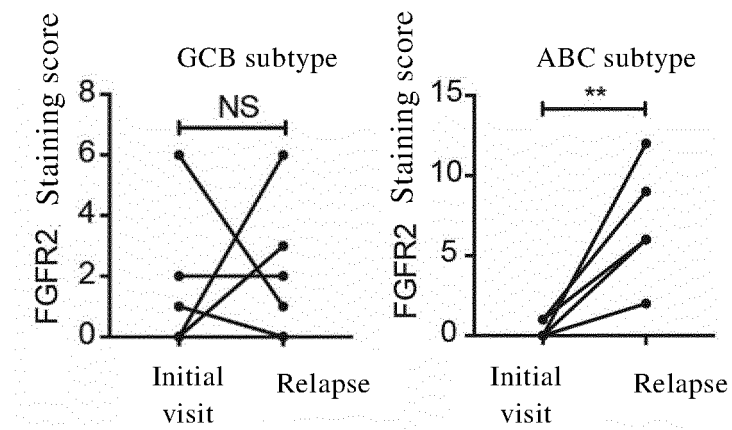 GCB subtype
FGFR2 Staining score
8
6
4
2
0
NS
Initial
visit
Relapse
ABC subtype
FGFR2 Staining score
15
10
5
0
**
Initial
visit
Relapse